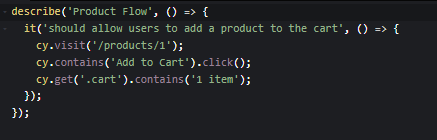 describe('Product Flow', () => {
  it('should allow users to add a product to the cart', () => {
    cy.visit('/products/1');
    cy.contains('Add to Cart').click();
    cy.get('.cart').contains('1 item');
  });
});